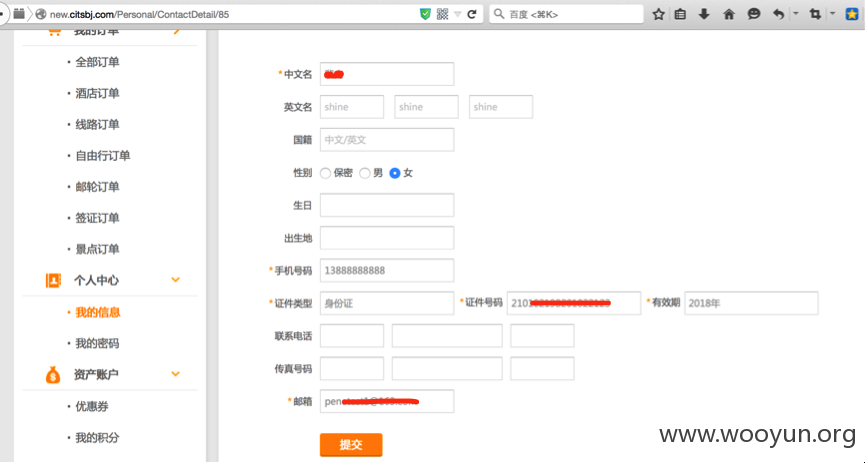 new.citsbj.com/Personal/ContactDetail/85
百度 <⌘K>
我的订单
• 全部订单
• 酒店订单
• 线路订单
• 自由行订单
• 邮轮订单
• 签证订单
• 景点订单
个人中心
• 我的信息
• 我的密码
资产账户
• 优惠券
• 我的积分
* 中文名
英文名 shine shine shine
国籍 中文/英文
性别 保密 男 女
生日
出生地
* 手机号码 13888888888
* 证件类型 身份证 * 证件号码 210 * 有效期 2018年
联系电话
传真号码
* 邮箱 pen
提交
www.wooyun.org